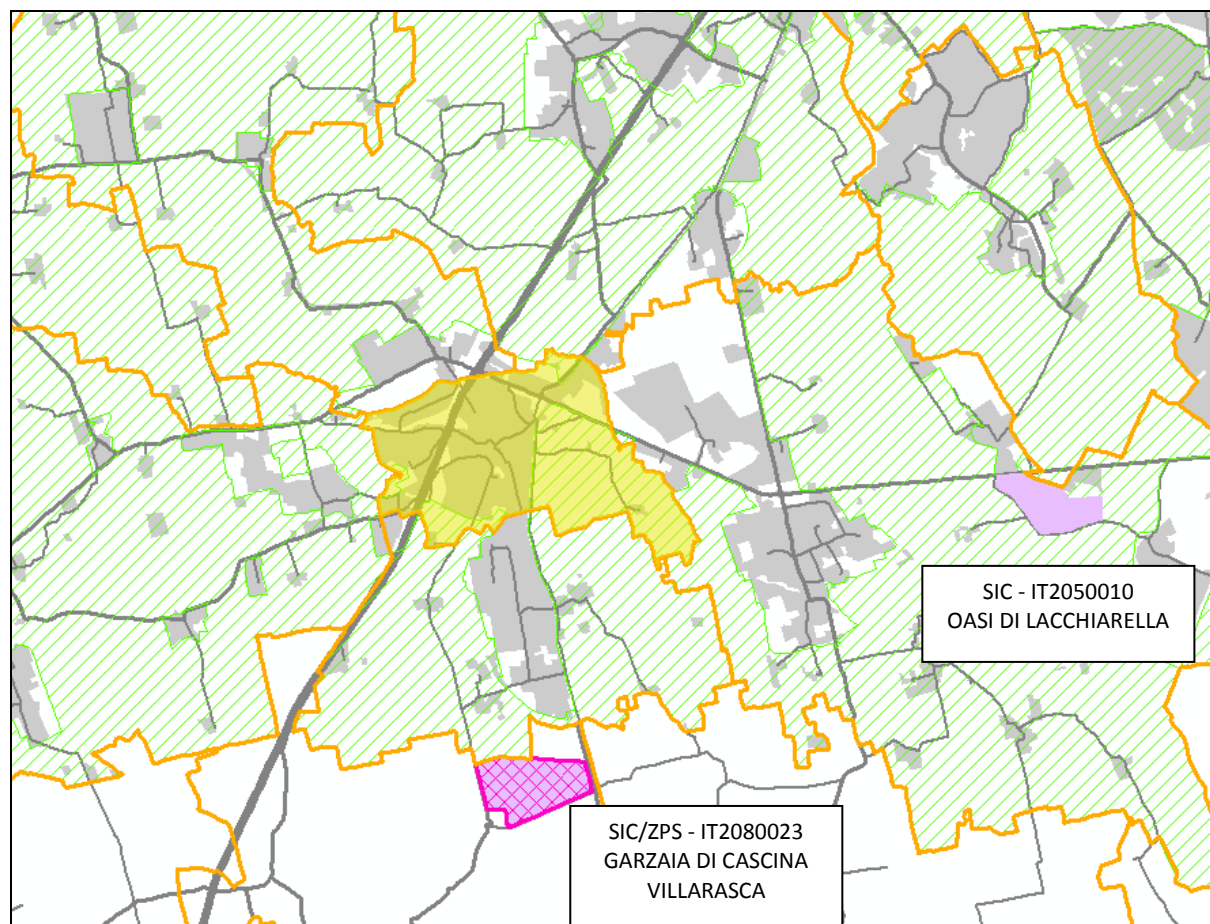 SIC - IT2050010
OASI DI LACCHIARELLA
SIC/ZPS - IT2080023
GARZAIA DI CASCINA
VILLARASCA